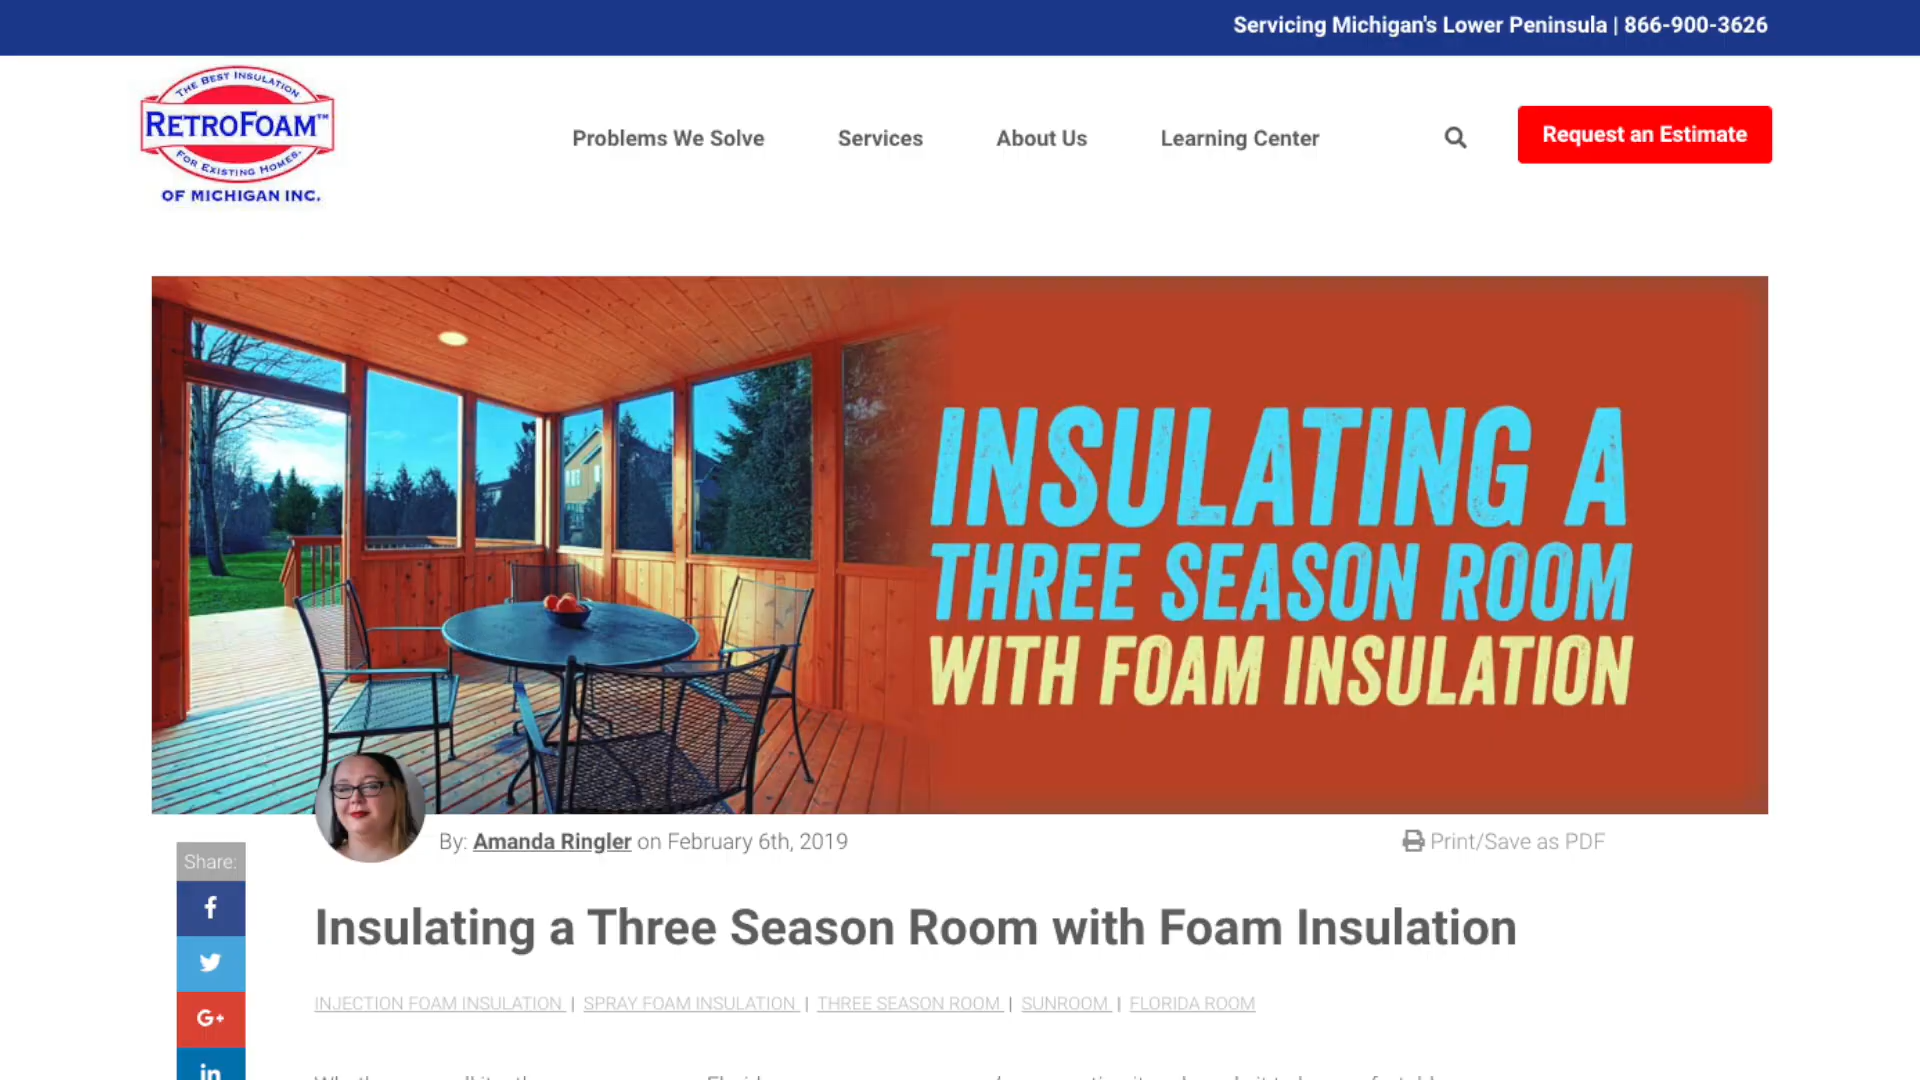 Servicing Michigan's Lower Peninsula | 866-900-3626
THE BEST INSULATION
RETROFOAM™
FOR EXISTING HOMES.
OF MICHIGAN INC.
Problems We Solve
Services
About Us
Learning Center
Request an Estimate
INSULATING A
THREE SEASON ROOM
WITH FOAM INSULATION
By: Amanda Ringler on February 6th, 2019
Print/Save as PDF
Share:
Insulating a Three Season Room with Foam Insulation
INJECTION FOAM INSULATION | SPRAY FOAM INSULATION | THREE SEASON ROOM | SUNROOM | FLORIDA ROOM
G+
in